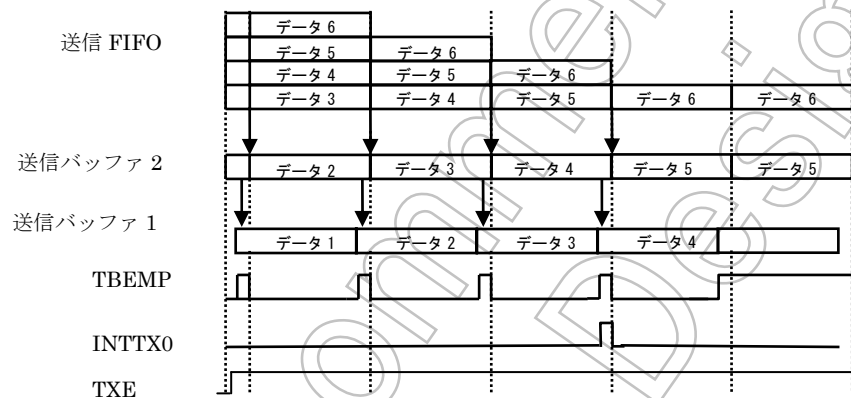 データ 6
送信 FIFO
データ 5 データ 6
データ 4 データ 5 データ 6
データ 3 データ 4 データ 5 データ 6 データ 6
送信バッファ 2
データ 2 データ 3 データ 4 データ 5 データ 5
送信バッファ 1
データ 1 データ 2 データ 3 データ 4
TBEMP
INTTX0
TXE